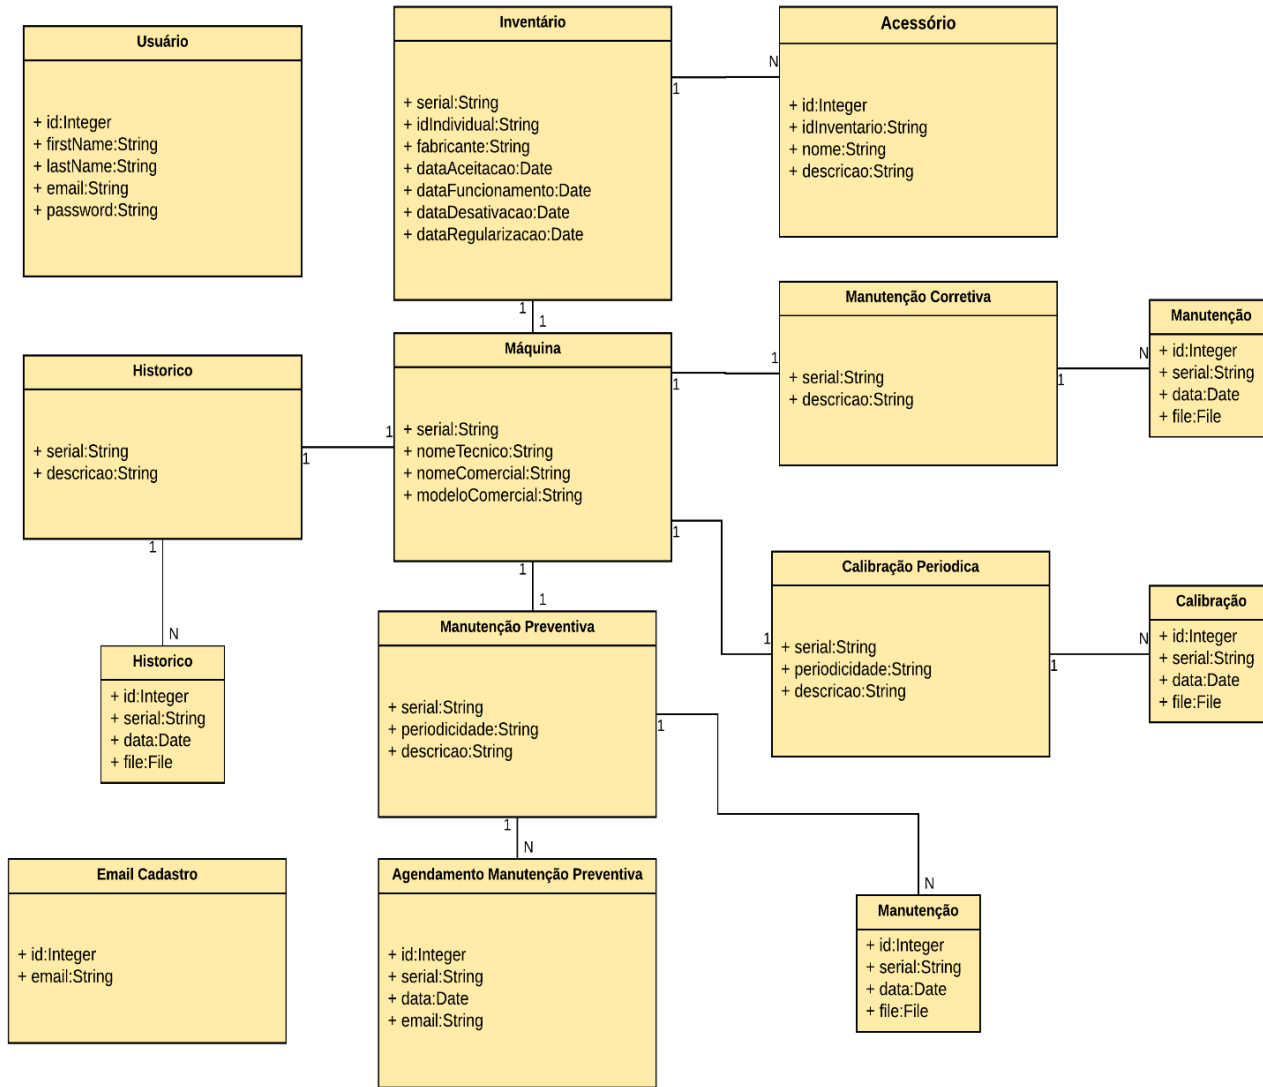 Usuário
+ id:Integer
+ firstName:String
+ lastName:String
+ email:String
+ password:String
Inventário
+ serial:String
+ idIndividual:String
+ fabricante:String
+ dataAceitacao:Date
+ dataFuncionamento:Date
+ dataDesativacao:Date
+ dataRegularizacao:Date
1
N
Acessório
+ id:Integer
+ idInventario:String
+ nome:String
+ descricao:String
1
1
Máquina
+ serial:String
+ nomeTecnico:String
+ nomeComercial:String
+ modeloComercial:String
1
1
Manutenção Corretiva
+ serial:String
+ descricao:String
1
N
Manutenção
+ id:Integer
+ serial:String
+ data:Date
+ file:File
Historico
+ serial:String
+ descricao:String
1
1
1
N
Historico
+ id:Integer
+ serial:String
+ data:Date
+ file:File
1
1
Calibração Periodica
+ serial:String
+ periodicidade:String
+ descricao:String
1
N
Calibração
+ id:Integer
+ serial:String
+ data:Date
+ file:File
1
1
Manutenção Preventiva
+ serial:String
+ periodicidade:String
+ descricao:String
1
N
Manutenção
+ id:Integer
+ serial:String
+ data:Date
+ file:File
1
N
Agendamento Manutenção Preventiva
+ id:Integer
+ serial:String
+ data:Date
+ email:String
Email Cadastro
+ id:Integer
+ email:String